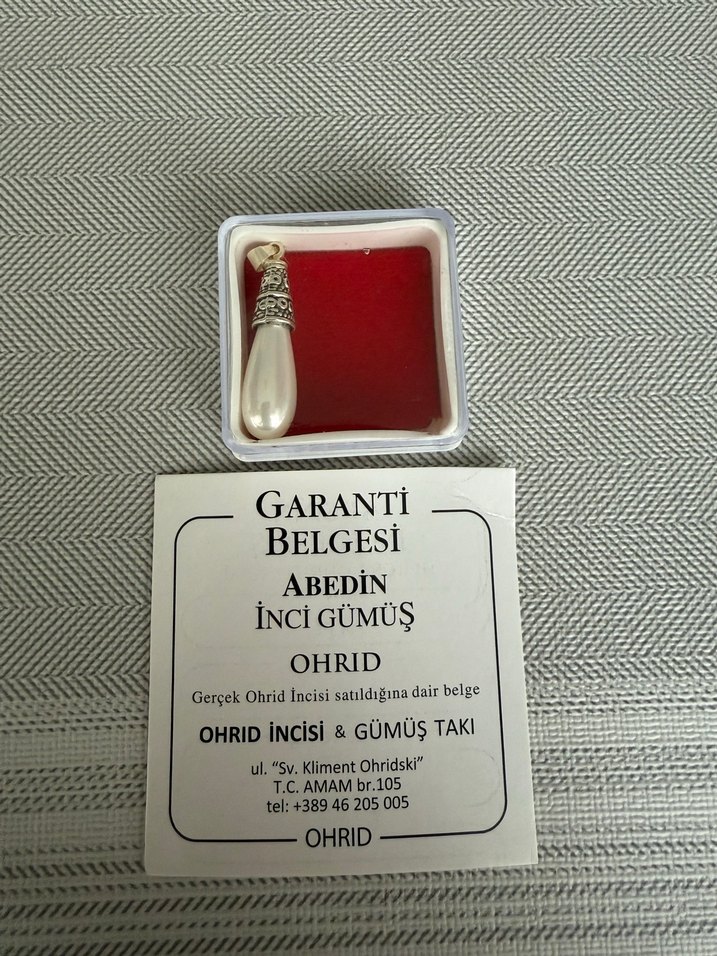 GARANTİ
BELGESİ
ABEDİN
İNCİ GÜMÜŞ
OHRID
Gerçek Ohrid İncisi satıldığına dair belge
OHRID İNCİSİ & GÜMÜŞ TAKI
ul. “Sv. Kliment Ohridski”
T.C. AMAM br.105
tel: +389 46 205 005
OHRID